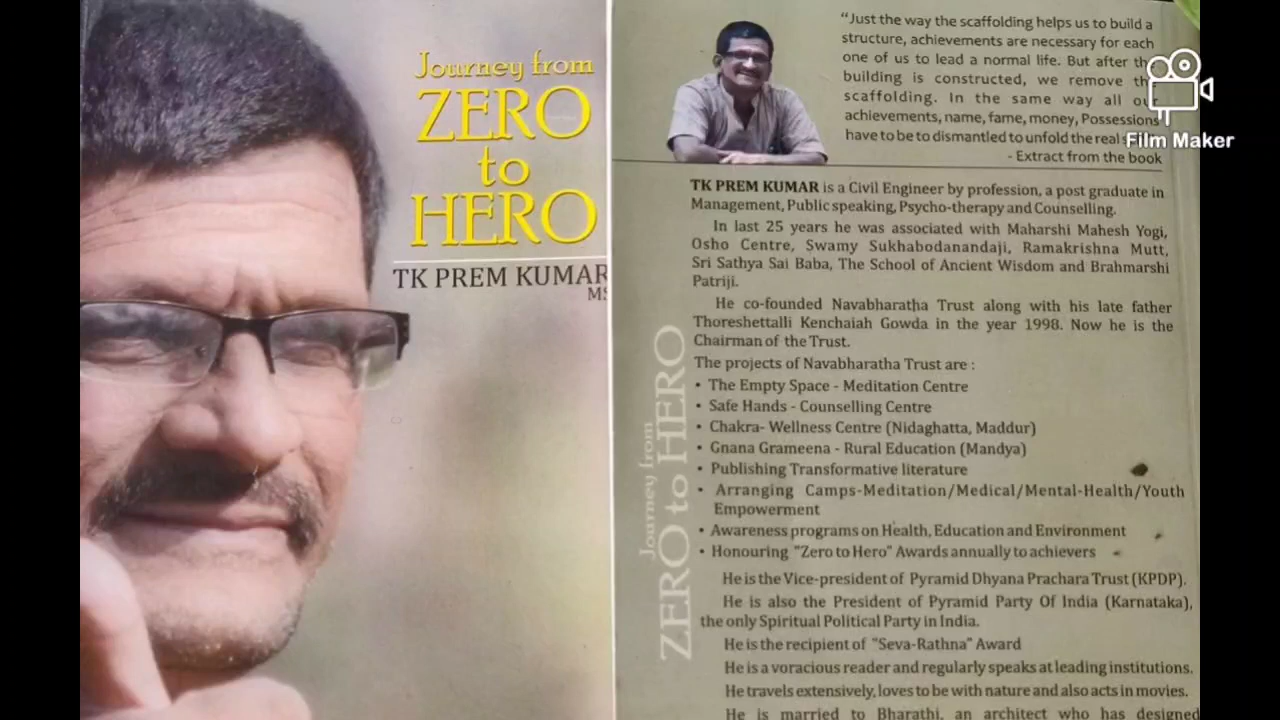 Journey from
ZERO
to
HERO
TK PREM KUMAR
MS
"Just the way the scaffolding helps us to build a
structure, achievements are necessary for each
one of us to lead a normal life. But after
building is constructed, we remove
scaffolding. In the same way all
achievements, name, fame, money, Possessions
have to be to dismantled to unfold the real
- Extract from the book
Film Maker
TK PREM KUMAR is a Civil Engineer by profession, a post graduate in
Management, Public speaking, Psycho-therapy and Counselling.
In last 25 years he was associated with Maharshi Mahesh Yogi,
Osho Centre, Swamy Sukhabodanandaji, Ramakrishna Mutt,
Sri Sathya Sai Baba, The School of Ancient Wisdom and Brahmarshi
Patriji.
He co-founded Navabharatha Trust along with his late father
Thoreshettalli Kenchaiah Gowda in the year 1998. Now he is the
Chairman of the Trust.
The projects of Navabharatha Trust are :
• The Empty Space - Meditation Centre
• Safe Hands - Counselling Centre
• Chakra- Wellness Centre (Nidaghatta, Maddur)
• Gnana Grameena - Rural Education (Mandya)
• Publishing Transformative literature
• Arranging Camps-Meditation/Medical/Mental-Health/Youth
Empowerment
• Awareness programs on Health, Education and Environment
• Honouring "Zero to Hero" Awards annually to achievers
He is the Vice-president of Pyramid Dhyana Prachara Trust (KPDP).
He is also the President of Pyramid Party Of India (Karnataka),
the only Spiritual Political Party in India.
He is the recipient of "Seva-Rathna" Award
He is a voracious reader and regularly speaks at leading institutions.
He travels extensively, loves to be with nature and also acts in movies.
He is married to Bharathi, an architect who has designed
Journey from
ZERO to HERO